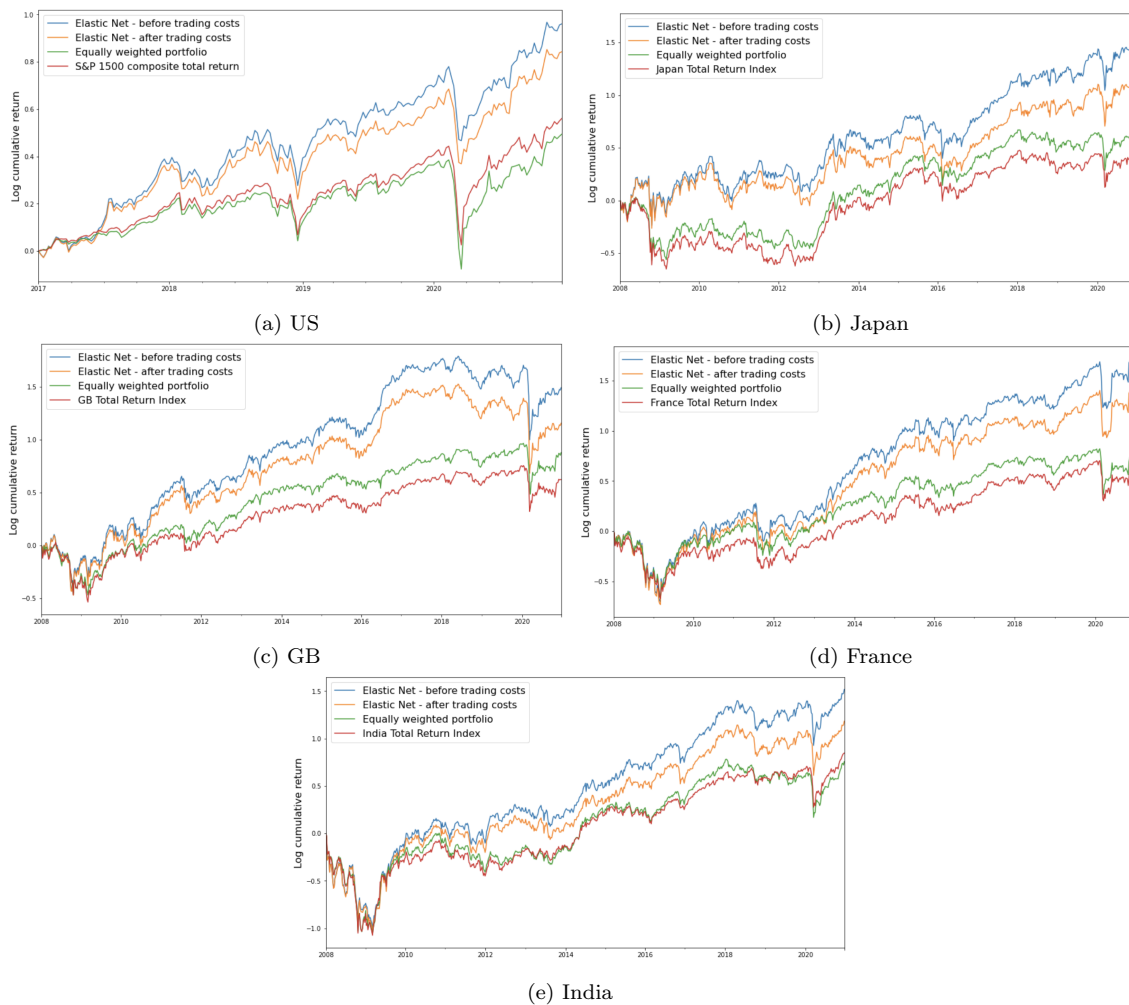 Elastic Net - before trading costs
Elastic Net - after trading costs
Equally weighted portfolio
S&P 1500 composite total return
Log cumulative return
1.0
0.8
0.6
0.4
0.2
0.0
2017
2018
2019
2020
(a) US
Elastic Net - before trading costs
Elastic Net - after trading costs
Equally weighted portfolio
Japan Total Return Index
Log cumulative return
1.5
1.0
0.5
0.0
−0.5
2008
2010
2012
2014
2016
2018
2020
(b) Japan
Elastic Net - before trading costs
Elastic Net - after trading costs
Equally weighted portfolio
GB Total Return Index
Log cumulative return
1.5
1.0
0.5
0.0
−0.5
2008
2010
2012
2014
2016
2018
2020
(c) GB
Elastic Net - before trading costs
Elastic Net - after trading costs
Equally weighted portfolio
France Total Return Index
Log cumulative return
1.5
1.0
0.5
0.0
−0.5
2008
2010
2012
2014
2016
2018
2020
(d) France
Elastic Net - before trading costs
Elastic Net - after trading costs
Equally weighted portfolio
India Total Return Index
Log cumulative return
1.5
1.0
0.5
0.0
−0.5
−1.0
2008
2010
2012
2014
2016
2018
2020
(e) India